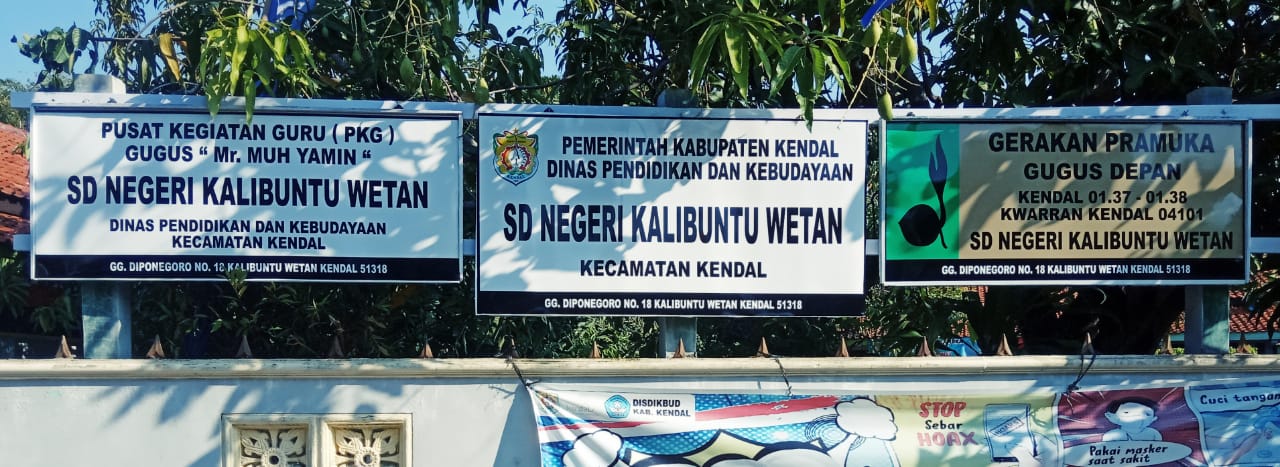 PUSAT KEGIATAN GURU ( PKG )
GUGUS “ Mr. MUH YAMIN “
SD NEGERI KALIBUNTU WETAN
DINAS PENDIDIKAN DAN KEBUDAYAAN
KECAMATAN KENDAL
GG. DIPONEGORO NO. 18 KALIBUNTU WETAN KENDAL 51318
PEMERINTAH KABUPATEN KENDAL
DINAS PENDIDIKAN DAN KEBUDAYAAN
KENDAL
SD NEGERI KALIBUNTU WETAN
KECAMATAN KENDAL
GG. DIPONEGORO NO. 18 KALIBUNTU WETAN KENDAL 51318
GERAKAN PRAMUKA
GUGUS DEPAN
KENDAL 01.37 - 01.38
KWARRAN KENDAL 04101
SD NEGERI KALIBUNTU WETAN
GG. DIPONEGORO NO. 18 KALIBUNTU WETAN KENDAL 51318
DISDIKBUD
KAB. KENDAL
STOP
Sebar
HOAX
Pakai masker
saat sakit
Cuci tangan